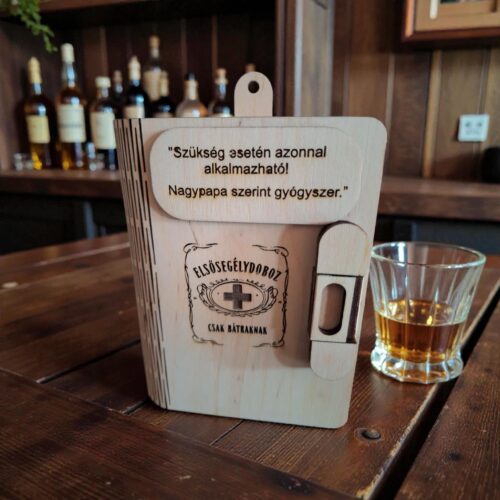 "Szükség esetén azonnal
alkalmazható!
Nagypapa szerint gyógyszer."
ELSŐSEGÉLYDOBOZ
CSAK BÁTRAKNAK